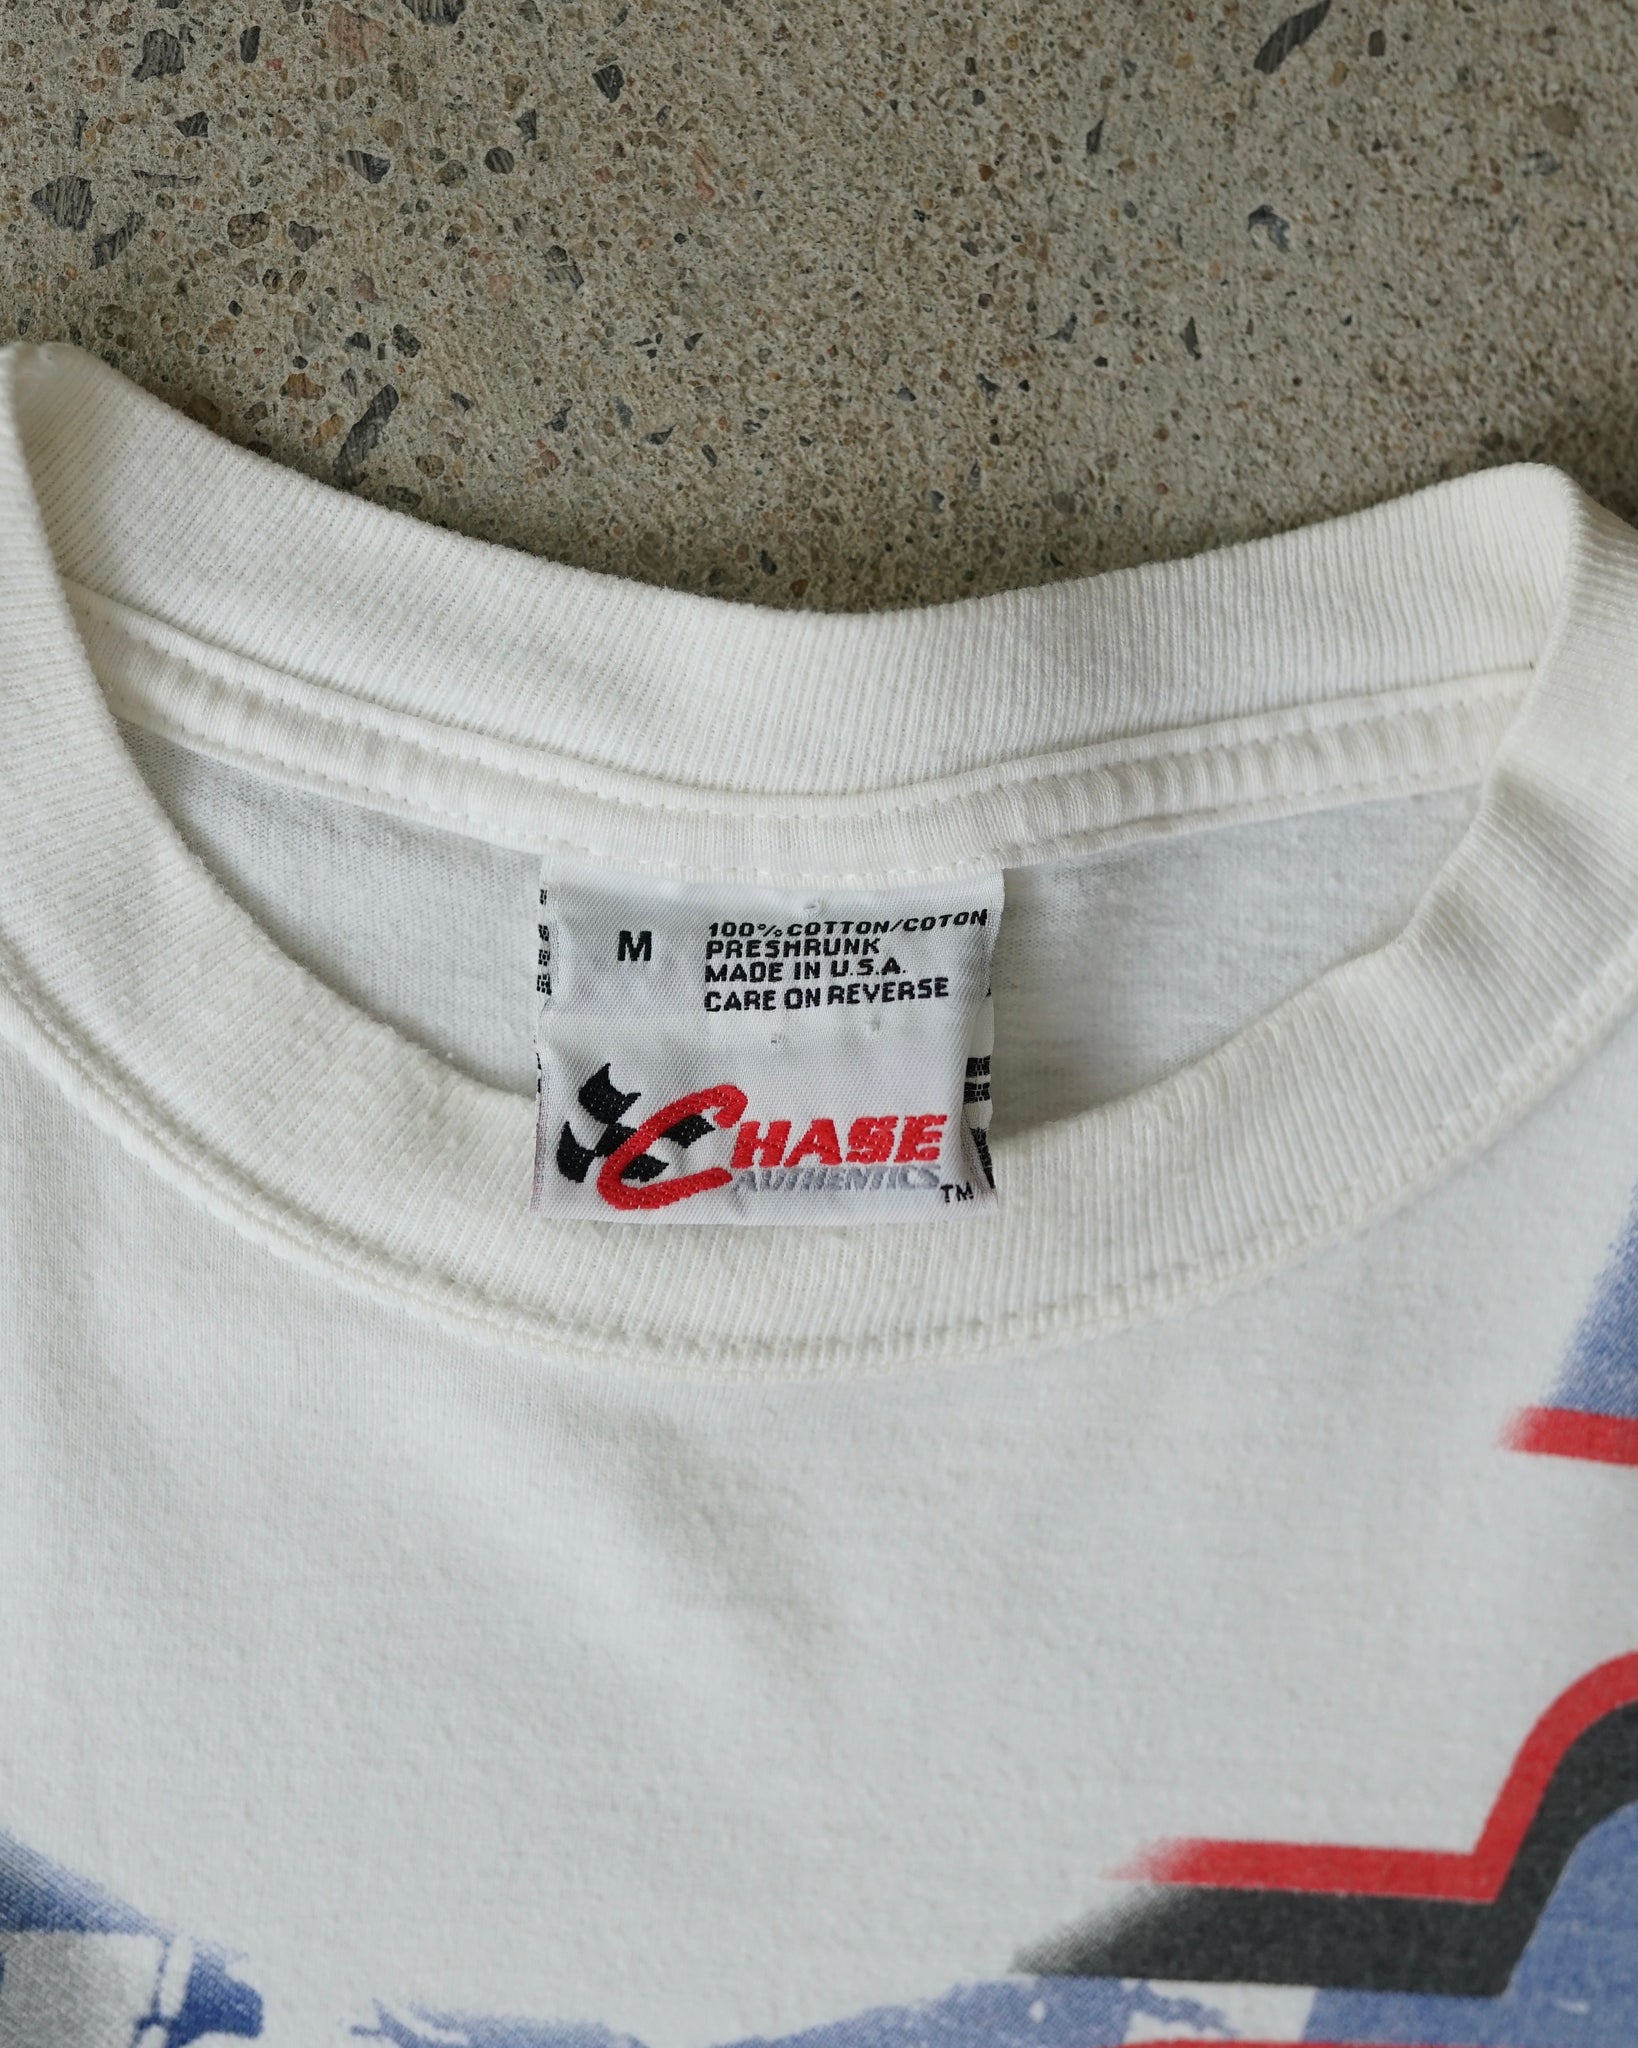 M
100% COTTON/COTON
PRESHRUNK
MADE IN U.S.A.
CARE ON REVERSE
CHASE
AUTHENTICS TM